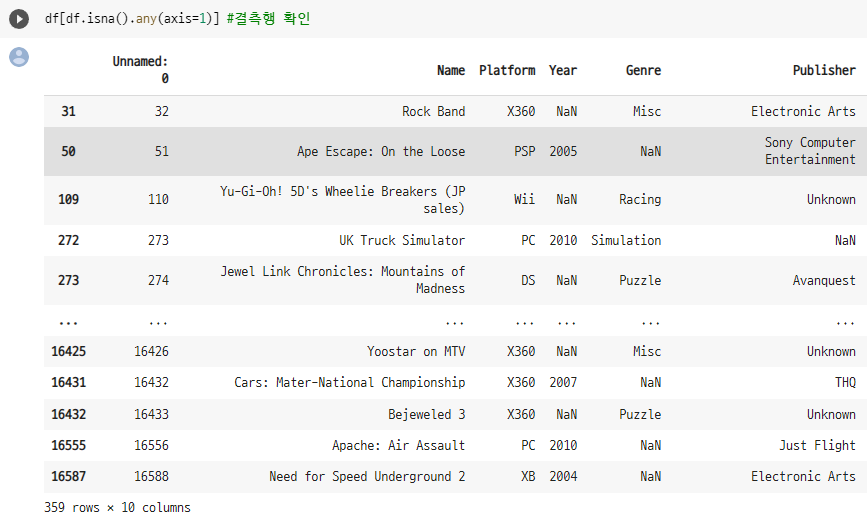 df[df.isna().any(axis=1)] #결측행 확인
Unnamed:
0 Name Platform Year Genre Publisher
31 32 Rock Band X360 NaN Misc Electronic Arts
50 51 Ape Escape: On the Loose PSP 2005 NaN Sony Computer
Entertainment
109 110 Yu-Gi-Oh! 5D's Wheelie Breakers (JP
sales) Wii NaN Racing Unknown
272 273 UK Truck Simulator PC 2010 Simulation NaN
273 274 Jewel Link Chronicles: Mountains of
Madness DS NaN Puzzle Avanquest
... ... ... ... ... ... ...
16425 16426 Yoostar on MTV X360 NaN Misc Unknown
16431 16432 Cars: Mater-National Championship X360 2007 NaN THQ
16432 16433 Bejeweled 3 X360 NaN Puzzle Unknown
16555 16556 Apache: Air Assault PC 2010 NaN Just Flight
16587 16588 Need for Speed Underground 2 XB 2004 NaN Electronic Arts
359 rows × 10 columns